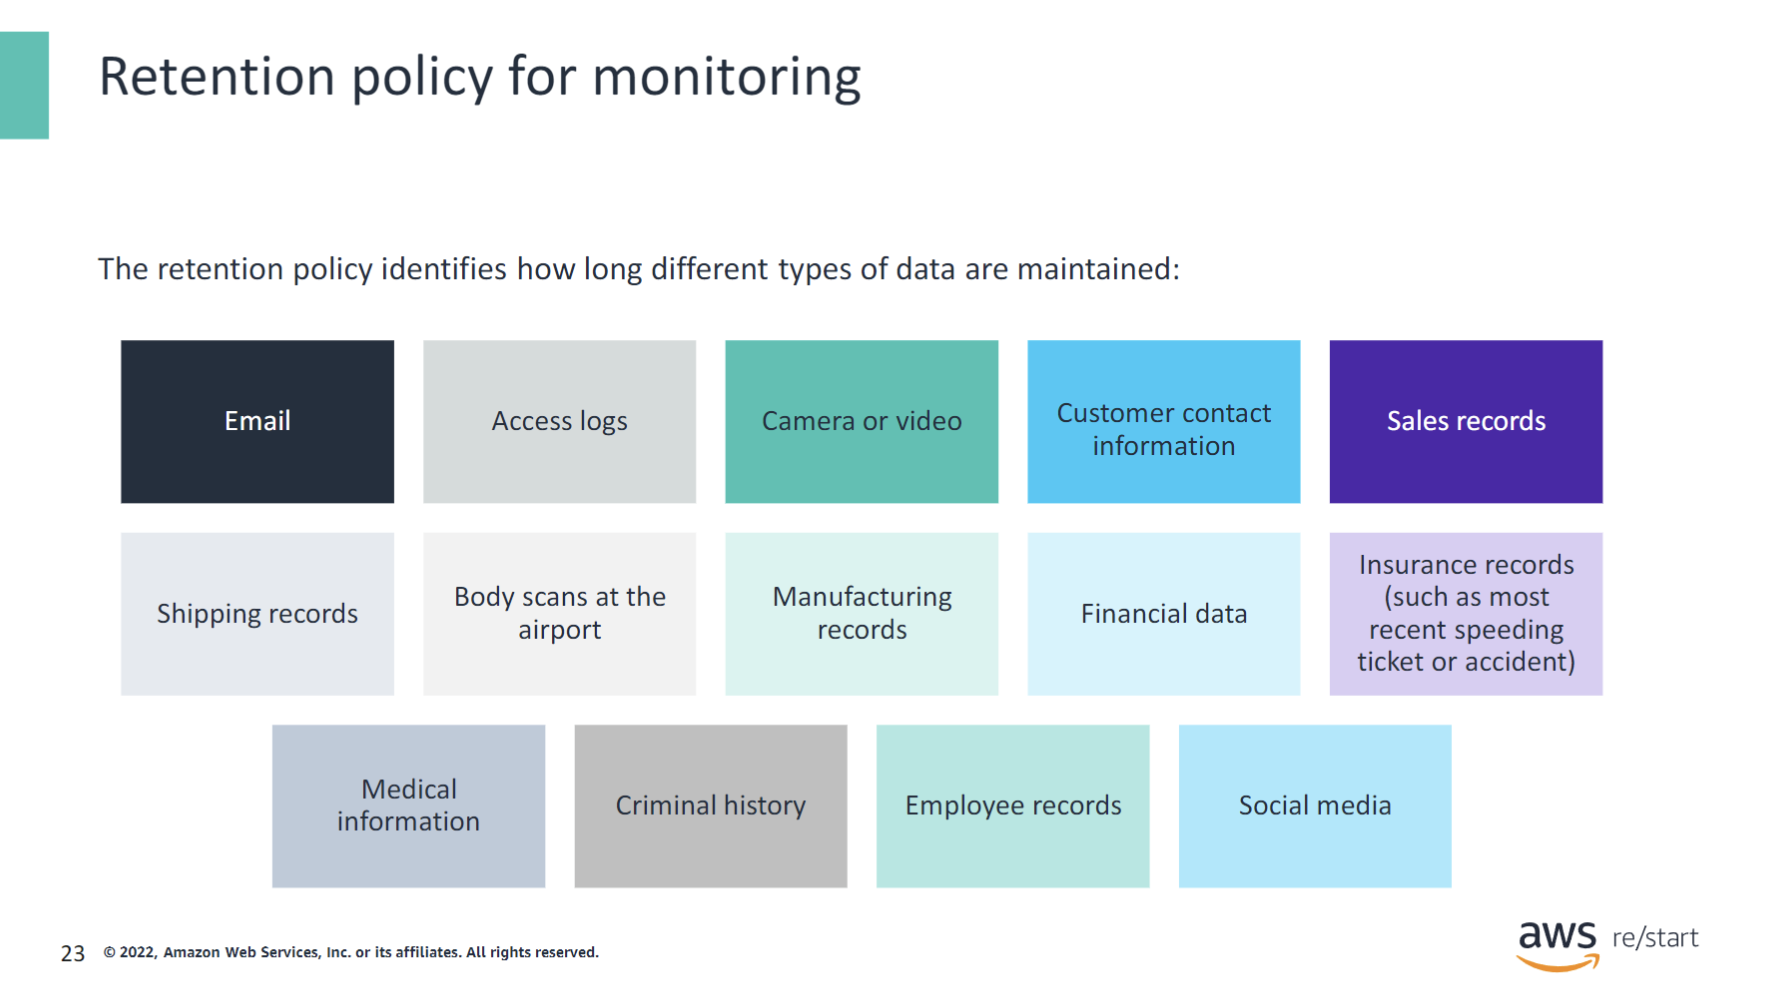 Retention policy for monitoring
The retention policy identifies how long different types of data are maintained:
Email
Access logs
Camera or video
Customer contact
information
Sales records
Shipping records
Body scans at the
airport
Manufacturing
records
Financial data
Insurance records
(such as most
recent speeding
ticket or accident)
Medical
information
Criminal history
Employee records
Social media
23
© 2022, Amazon Web Services, Inc. or its affiliates. All rights reserved.
aws re/start